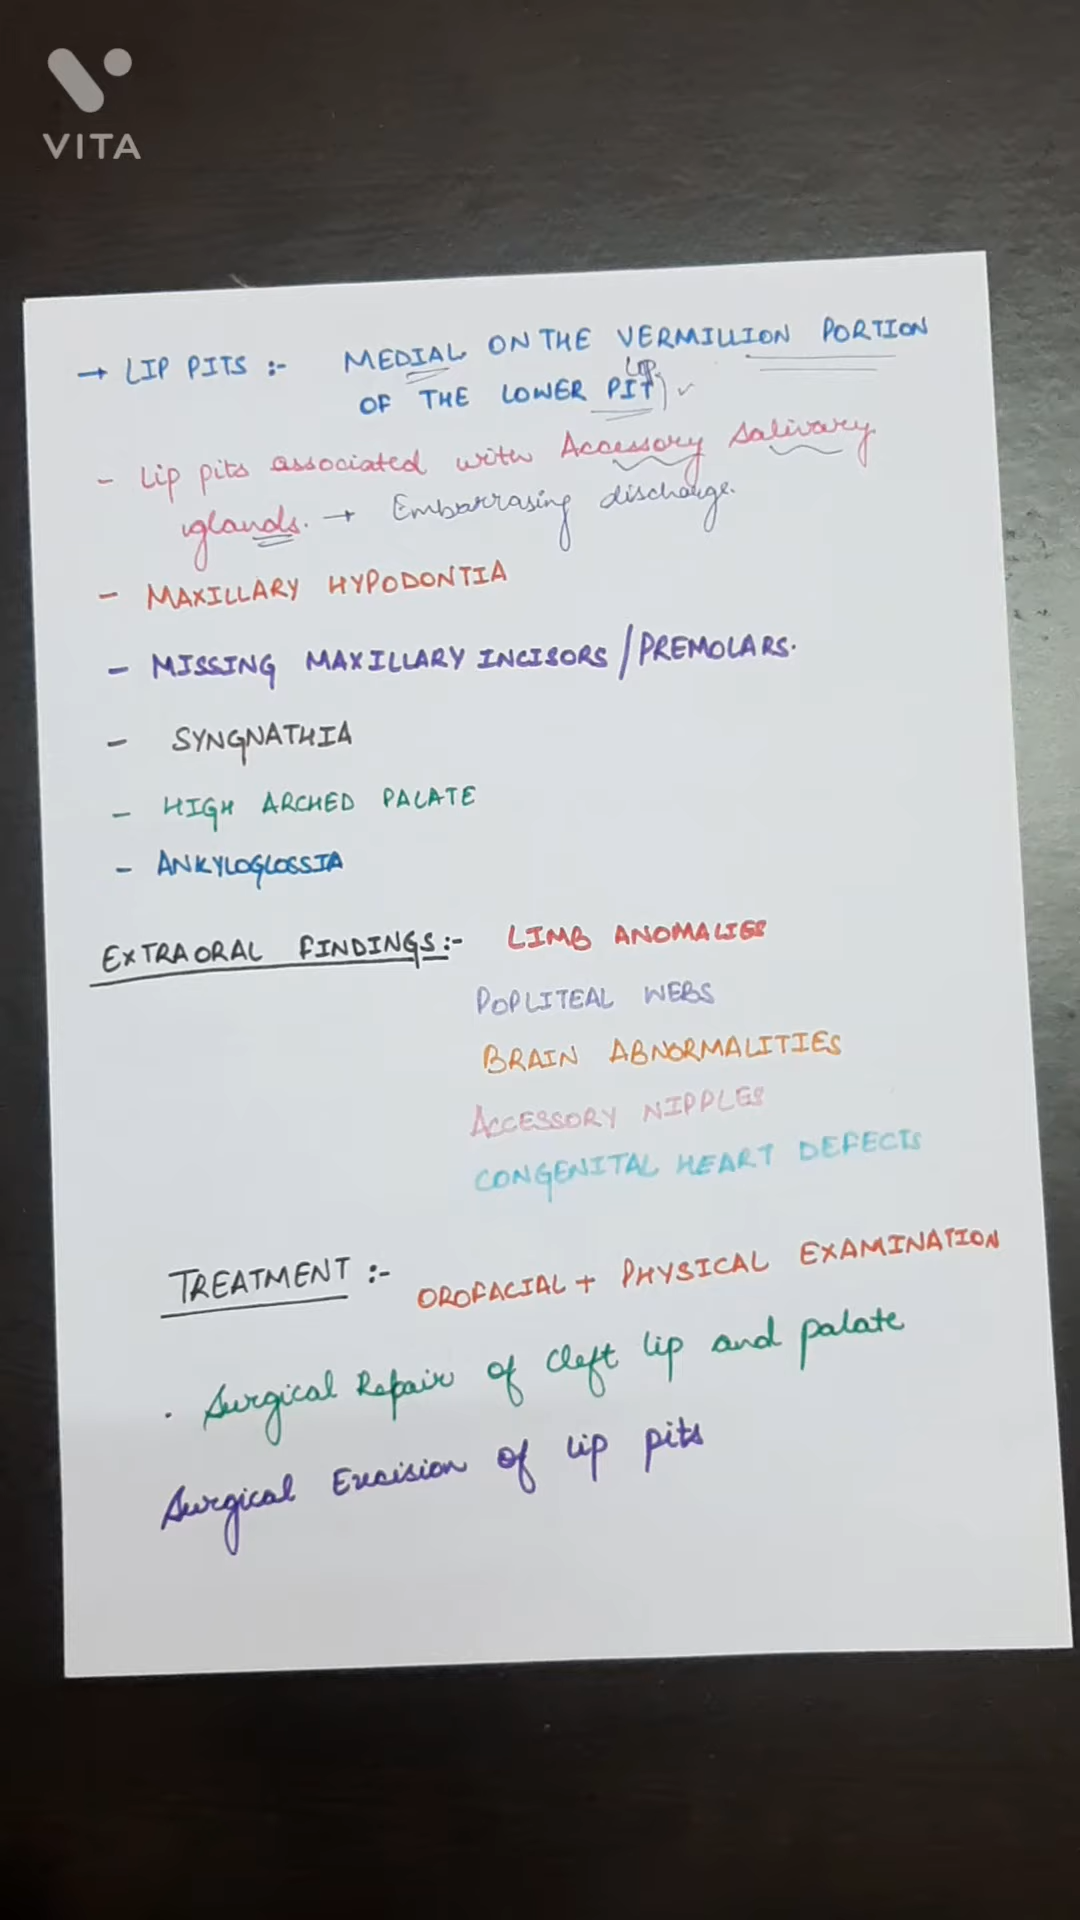 VITA
→ LIP PITS :- MEDIAL ON THE VERMILLION PORTION
LIP
OF THE LOWER PIT) ✓
- Lip pits associated with Accessory Salivary
glands. → Embarrasing discharge.
- MAXILLARY HYPODONTIA
- MISSING MAXILLARY INCISORS / PREMOLARS.
- SYNGNATHIA
- HIGH ARCHED PALATE
- ANKYLOGLOSSIA
EXTRAORAL FINDINGS:- LIMB ANOMALIES
POPLITEAL WEBS
BRAIN ABNORMALITIES
ACCESSORY NIPPLES
CONGENITAL HEART DEFECTS
TREATMENT :- OROFACIAL + PHYSICAL EXAMINATION
. Surgical Repair of Cleft lip and palate
Surgical Excision of lip pits